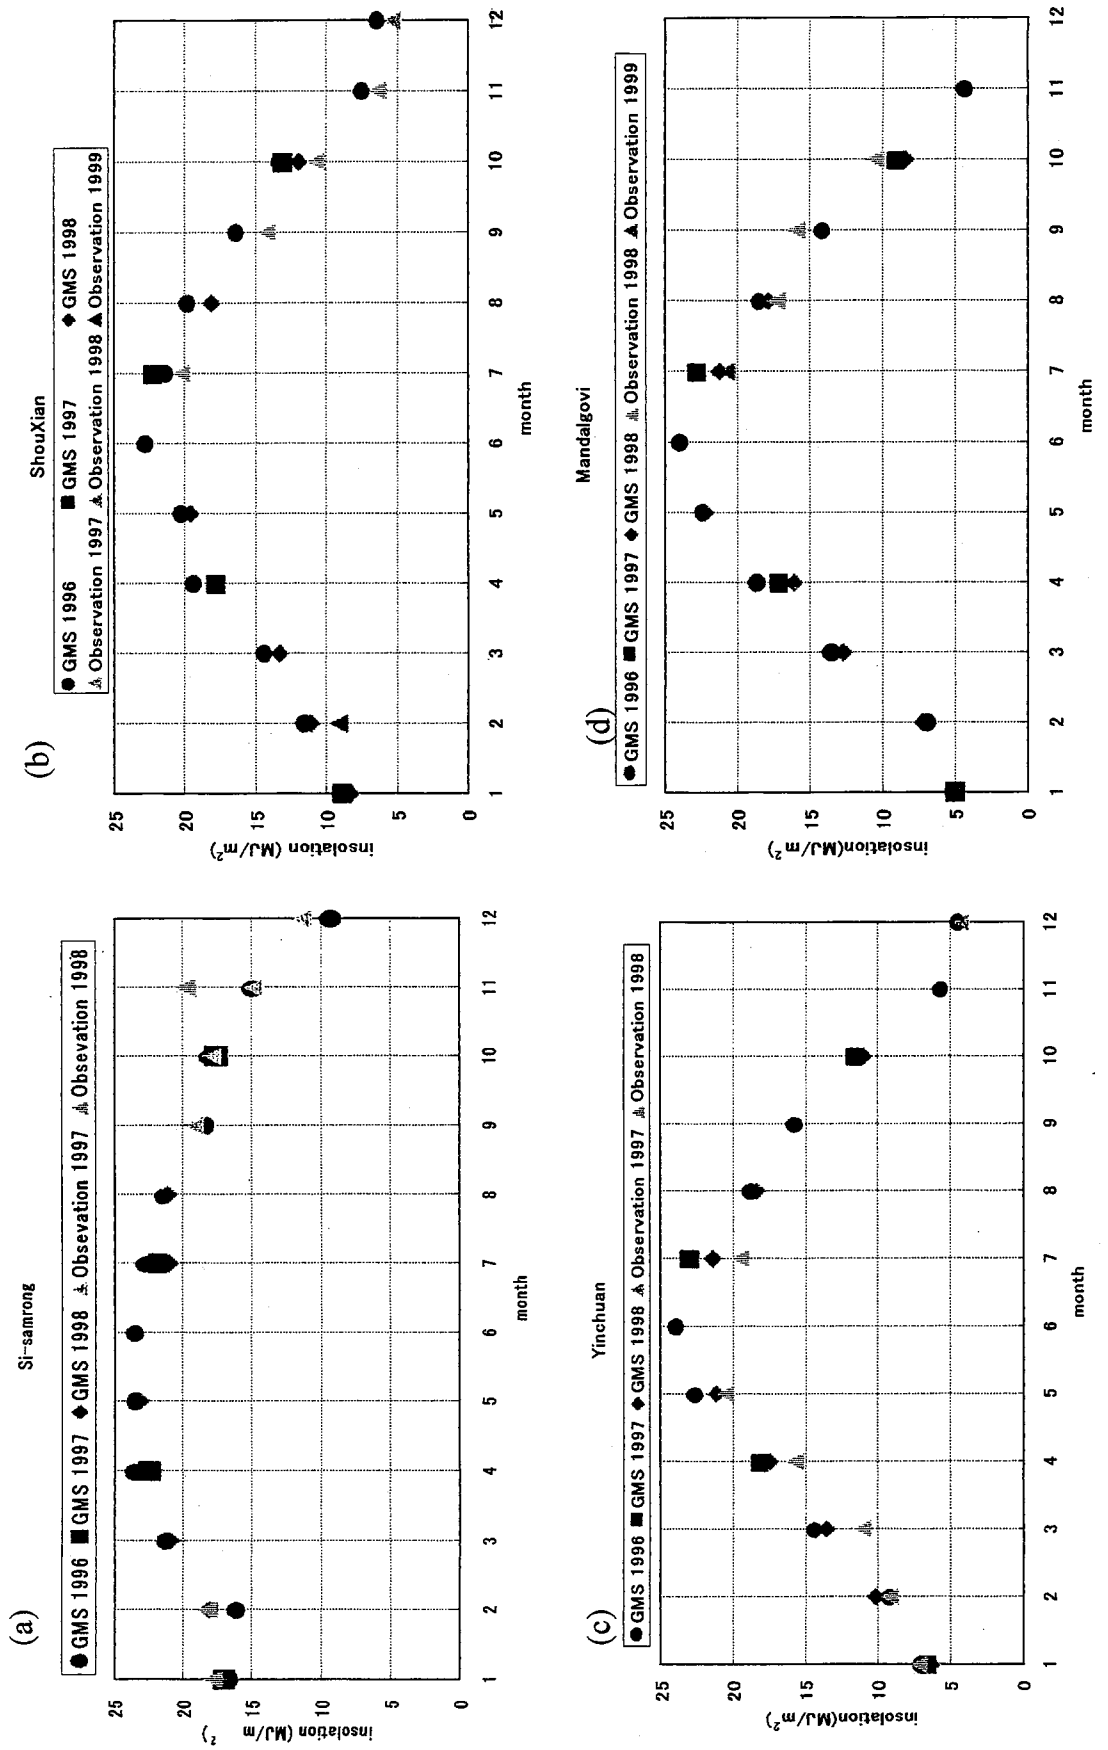 (a)
Si-samrong
● GMS 1996 ■ GMS 1997 ◆ GMS 1998 ▲ Obsevation 1997 ▲ Obsevation 1998
insolation(MJ/m²)
25
20
15
10
5
0
1 2 3 4 5 6 7 8 9 10 11 12
month
(b)
ShouXian
● GMS 1996 ■ GMS 1997 ◆ GMS 1998
▲ Observation 1997 ▲ Observation 1998 ▲ Observation 1999
insolation (MJ/m²)
25
20
15
10
5
0
1 2 3 4 5 6 7 8 9 10 11 12
month
(c)
Yinchuan
● GMS 1996 ■ GMS 1997 ◆ GMS 1998 ▲ Observation 1997 ▲ Observation 1998
insolation(MJ/m²)
25
20
15
10
5
0
1 2 3 4 5 6 7 8 9 10 11 12
month
(d)
Mandalgovi
● GMS 1996 ■ GMS 1997 ◆ GMS 1998 ▲ Observation 1998 ▲ Observation 1999
insolation(MJ/m²)
25
20
15
10
5
0
1 2 3 4 5 6 7 8 9 10 11 12
month